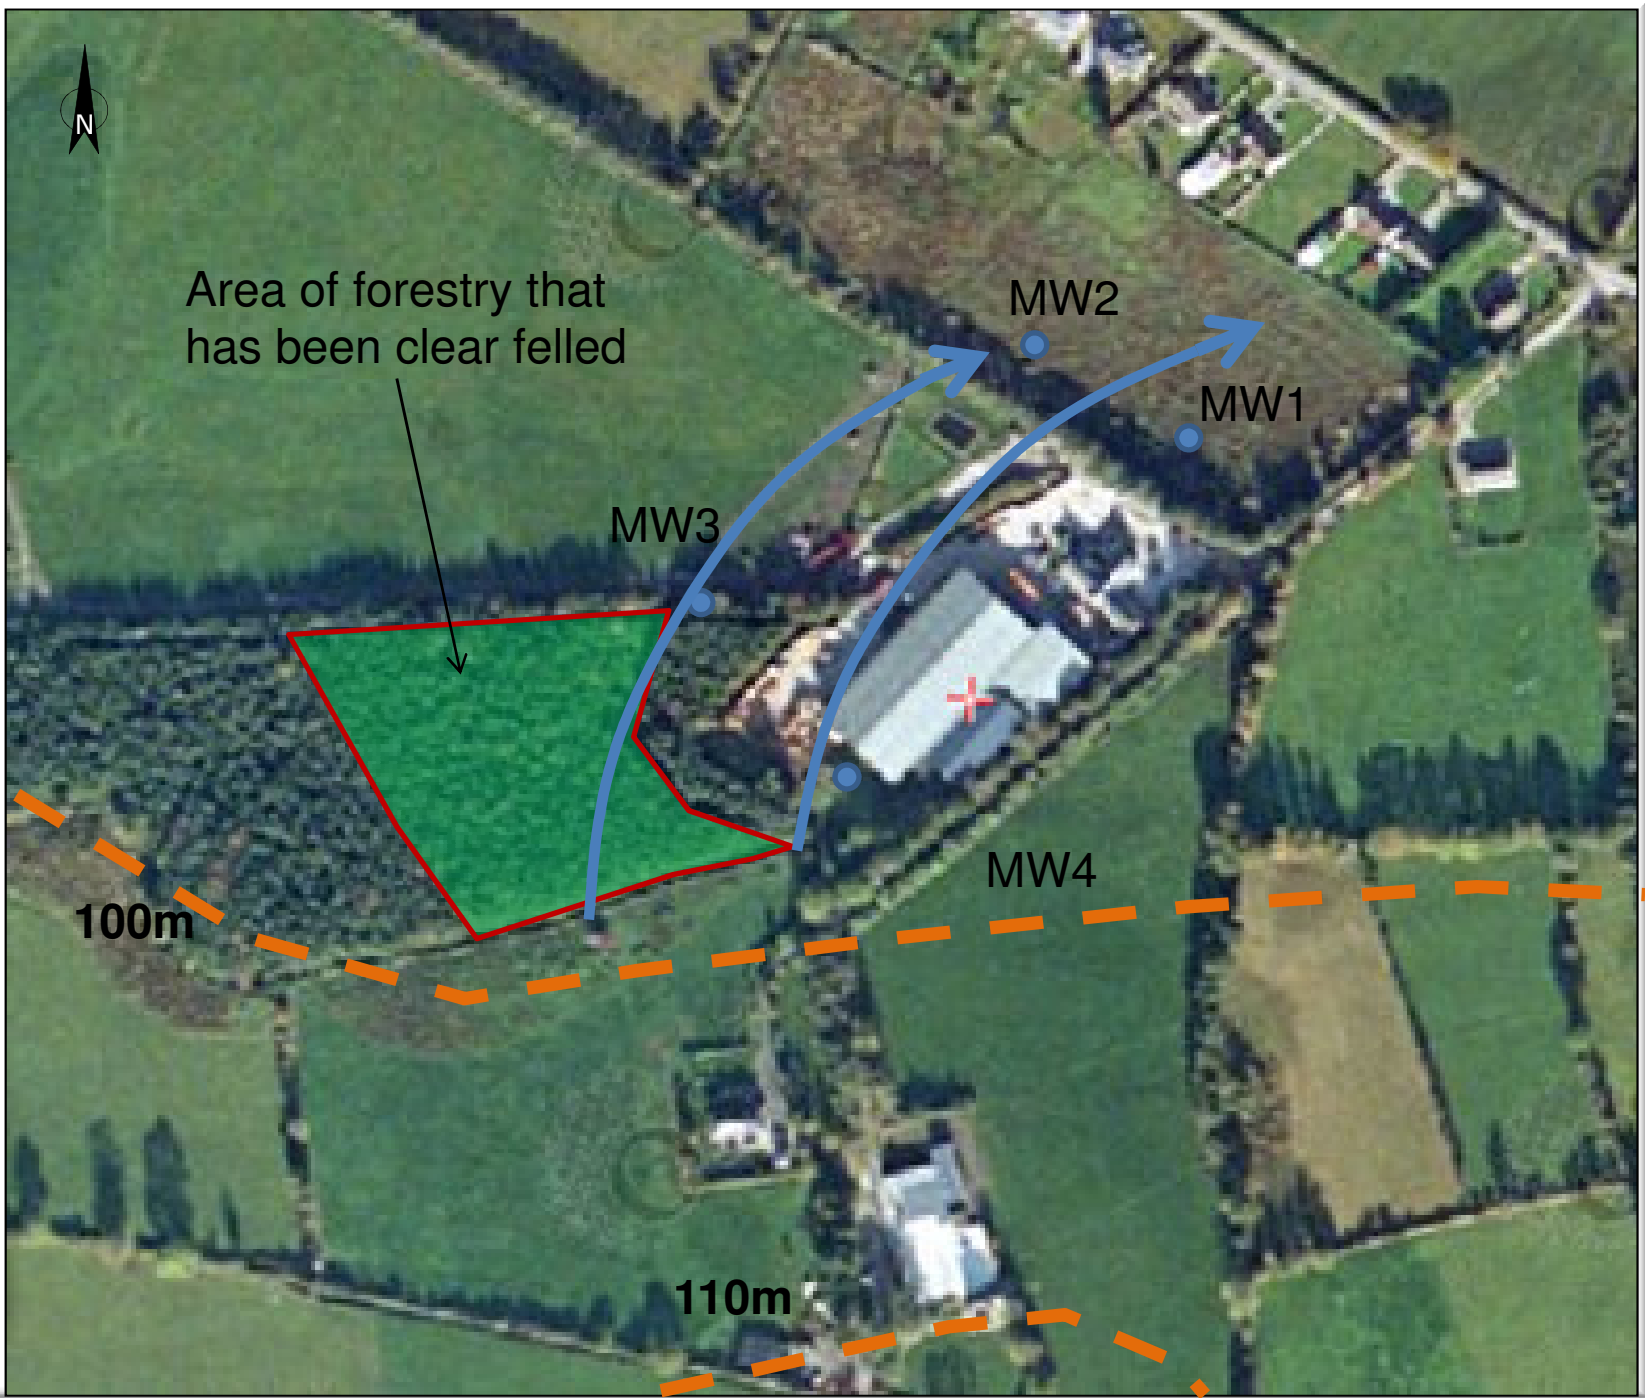 N
Area of forestry that
has been clear felled
MW2
MW1
MW3
MW4
100m
110m